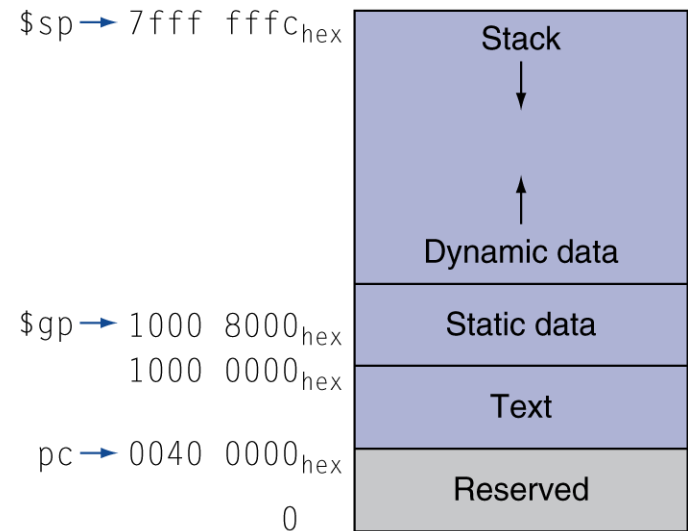 $sp → 7fff fffc hex
Stack
Dynamic data
$gp → 1000 8000 hex
Static data
1000 0000 hex
Text
pc → 0040 0000 hex
Reserved
0